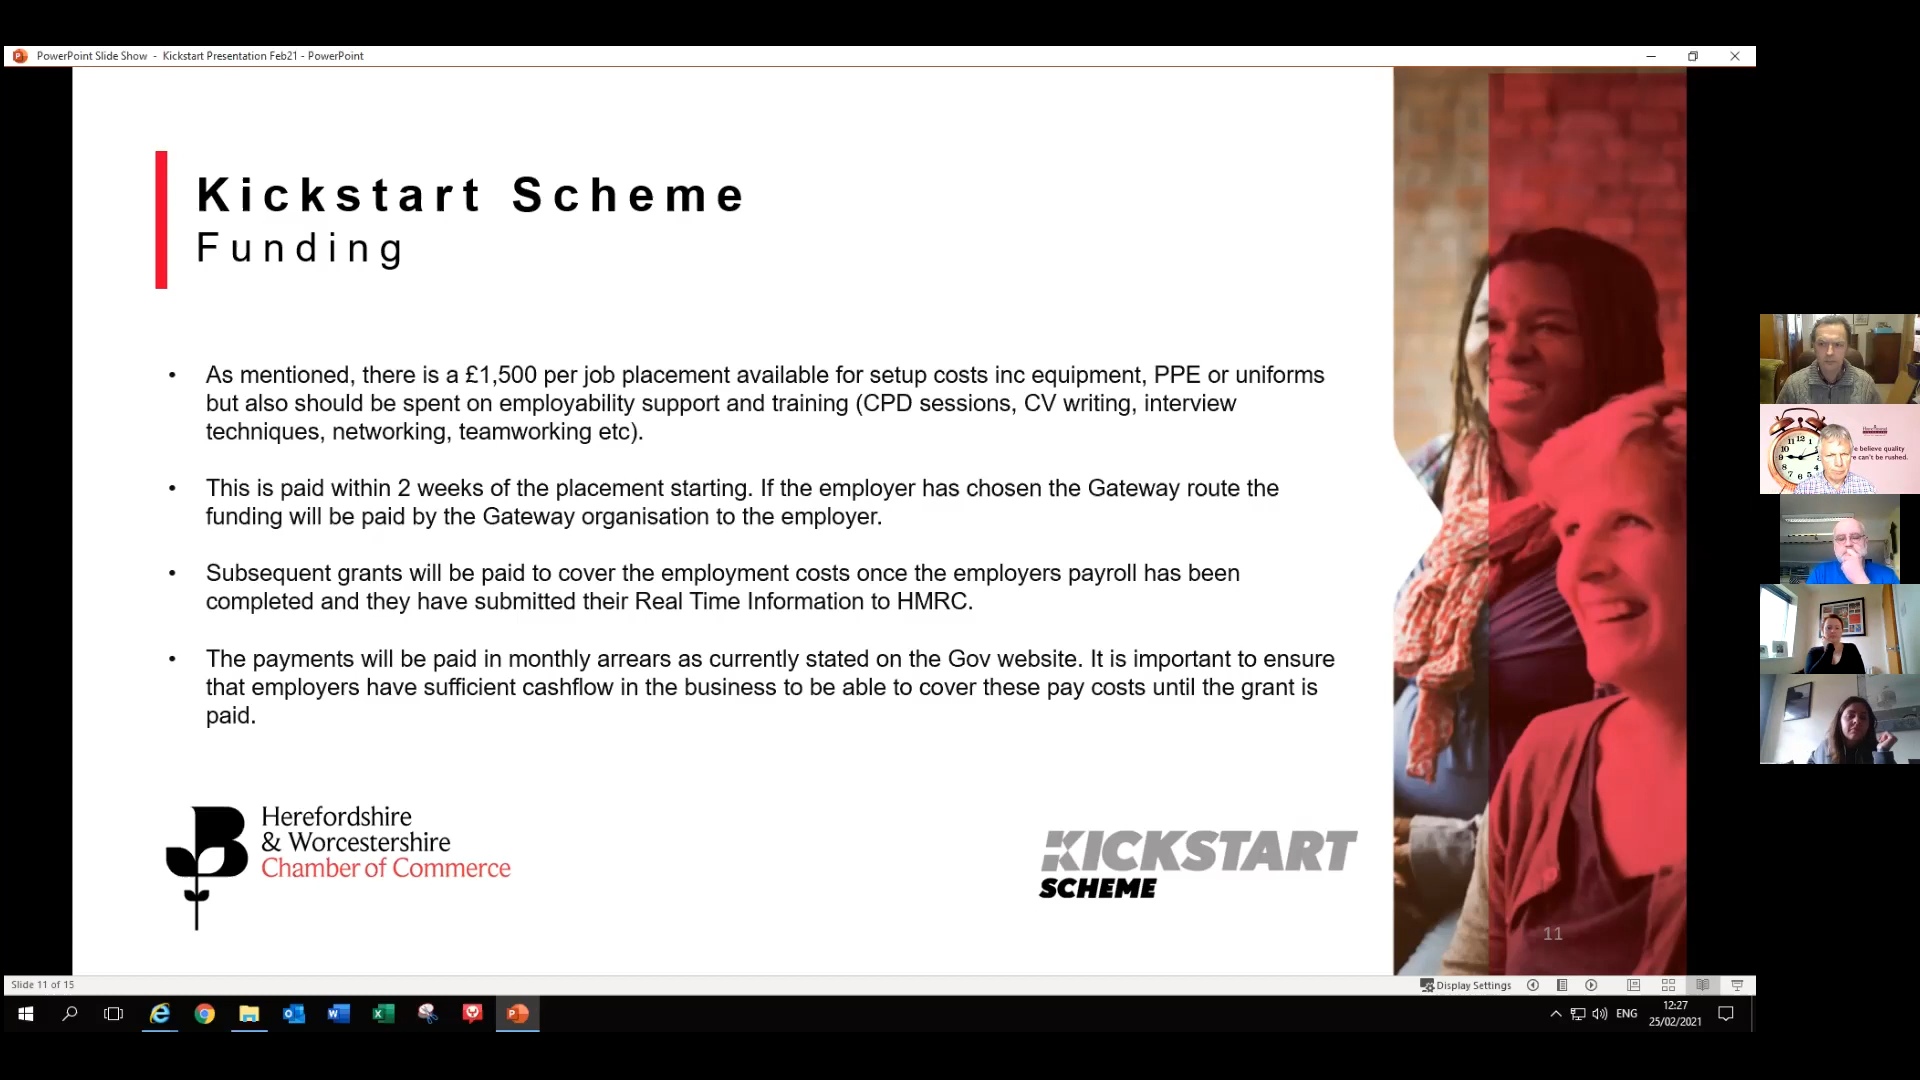 PowerPoint Slide Show - Kickstart Presentation Feb21 - PowerPoint
Kickstart Scheme
Funding
• As mentioned, there is a £1,500 per job placement available for setup costs inc equipment, PPE or uniforms
but also should be spent on employability support and training (CPD sessions, CV writing, interview
techniques, networking, teamworking etc).
• This is paid within 2 weeks of the placement starting. If the employer has chosen the Gateway route the
funding will be paid by the Gateway organisation to the employer.
• Subsequent grants will be paid to cover the employment costs once the employers payroll has been
completed and they have submitted their Real Time Information to HMRC.
• The payments will be paid in monthly arrears as currently stated on the Gov website. It is important to ensure
that employers have sufficient cashflow in the business to be able to cover these pay costs until the grant is
paid.
Herefordshire
& Worcestershire
Chamber of Commerce
KICKSTART
SCHEME
11
believe quality
can't be rushed.
Slide 11 of 15
Display Settings
ENG
12:27
25/02/2021